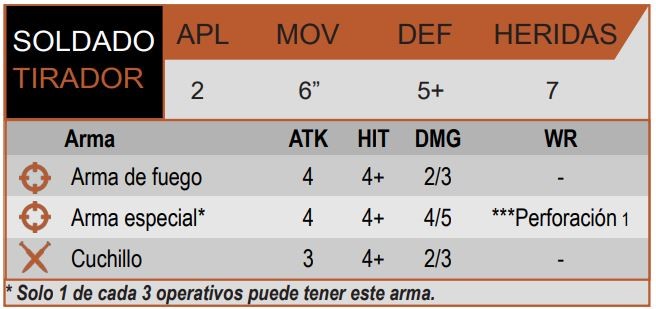 SOLDADO TIRADOR
APL MOV DEF HERIDAS
2 6” 5+ 7
Arma ATK HIT DMG WR
Arma de fuego 4 4+ 2/3 -
Arma especial* 4 4+ 4/5 ***Perforación 1
Cuchillo 3 4+ 2/3 -
* Solo 1 de cada 3 operativos puede tener este arma.